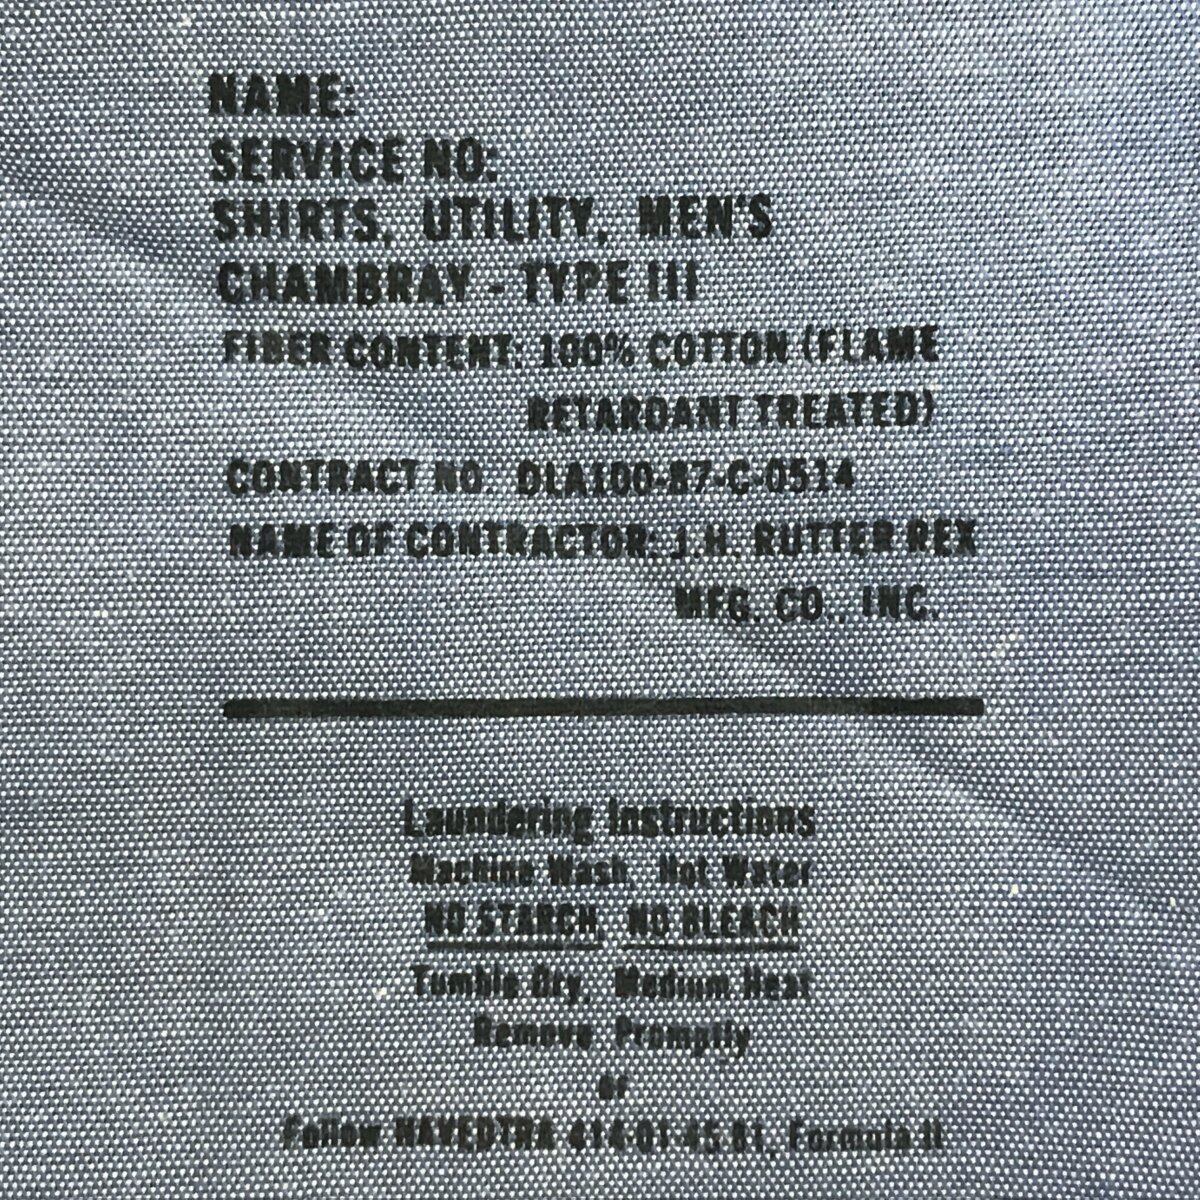 NAME:
SERVICE NO:
SHIRTS, UTILITY, MEN'S
CHAMBRAY - TYPE III
FIBER CONTENT: 100% COTTON (FLAME
RETARDANT TREATED)
CONTRACT NO. DLA100-87-C-0514
NAME OF CONTRACTOR: J.H. RUTTER REX
MFG. CO., INC.
Laundering Instructions
Machine Wash, Hot Water
NO STARCH, NO BLEACH
Tumble Dry, Medium Heat
Remove Promptly
or
Follow NAVEDTRA 414-01-45.81, Formula II